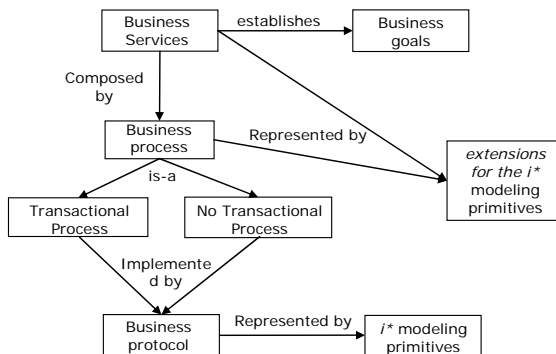 Business
Services
establishes
Business
goals
Composed
by
Business
process
Represented by
extensions
for the i*
modeling
primitives
is-a
Transactional
Process
No Transactional
Process
Implemente
d by
Business
protocol
Represented by
i* modeling
primitives